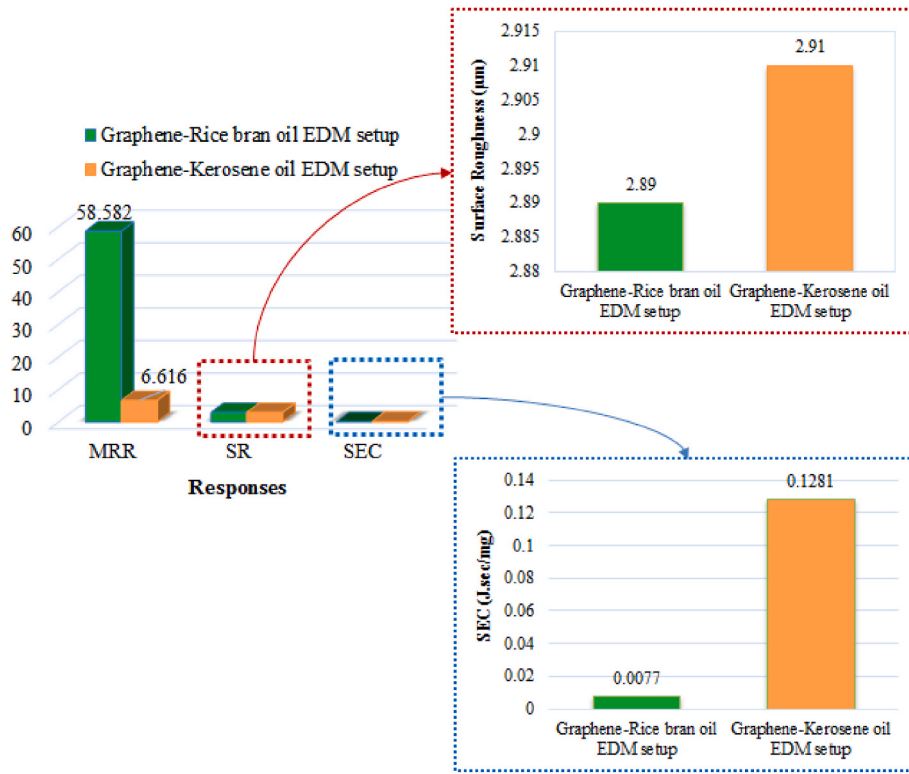 Graphene-Rice bran oil EDM setup
Graphene-Kerosene oil EDM setup
58.582
60
50
40
30
20
10
0
6.616
MRR
SR
SEC
Responses
Surface Roughness (µm)
2.915
2.91
2.905
2.9
2.895
2.89
2.885
2.88
2.89
2.91
Graphene-Rice bran oil
EDM setup
Graphene-Kerosene oil
EDM setup
SEC (J.sec/mg)
0.14
0.12
0.1
0.08
0.06
0.04
0.02
0
0.0077
0.1281
Graphene-Rice bran oil
EDM setup
Graphene-Kerosene oil
EDM setup